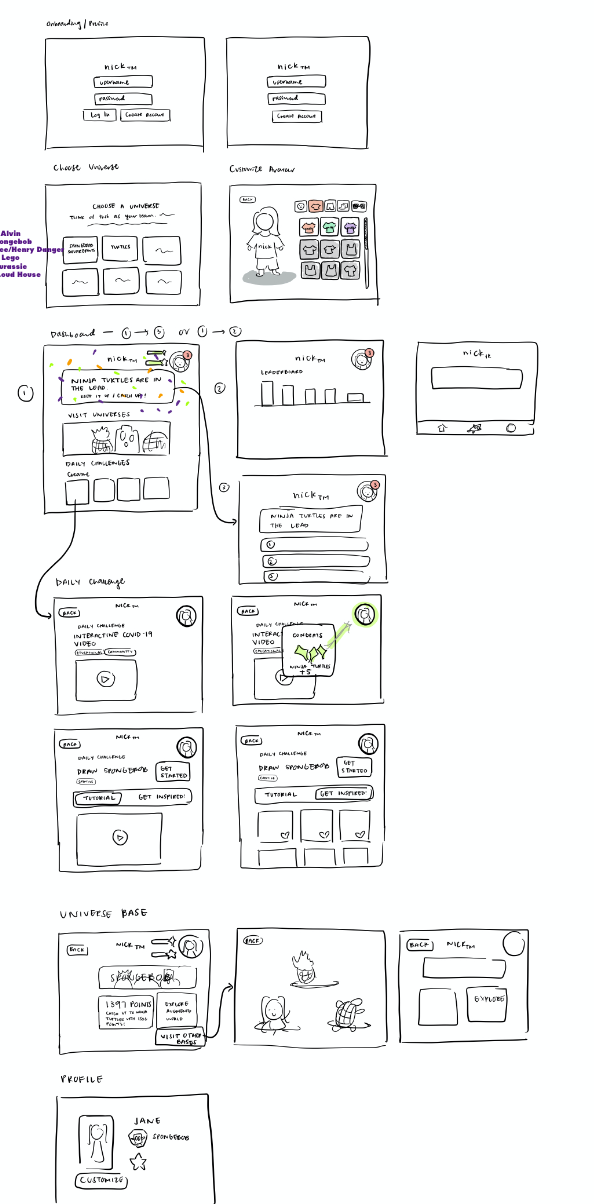 Onboarding / Profile
nick TM
username
password
Log In
Create Account
nick TM
username
password
Create Account
Choose Universe
CHOOSE A UNIVERSE
THINK OF THIS AS YOUR TEAM.
SPONGEBOB
SQUAREPANTS
TURTLES
Alvin
ongebob
ce/Henry Danger
Lego
urassic
oud House
Customize Avatar
BACK
nick
Dashboard — 1 → 3 or 1 → 2
1
nick TM
3
NINJA TURTLES ARE IN
THE LEAD
KEEP IT UP / CATCH UP!
VISIT UNIVERSES
DAILY CHALLENGES
2
nick TM
3
LEADERBOARD
nick
nick TM
3
NINJA TURTLES ARE IN
THE LEAD
1
2
3
DAILY Challenge
BACK
NICK TM
DAILY CHALLENGE
INTERACTIVE COVID-19
VIDEO
EDUCATIONAL
COMMUNITY
BACK
NICK TM
DAILY CHALLENGE
INTERAC
VIDEO
CONGRATS
NINJA TURTLES
+5
BACK
NICK TM
DAILY CHALLENGE
DRAW SPONGEBOB
CREATIVE
GET
STARTED
TUTORIAL
GET INSPIRED!
BACK
NICK TM
DAILY CHALLENGE
DRAW SPONGEBOB
CREATIVE
GET
STARTED
TUTORIAL
GET INSPIRED!
UNIVERSE BASE
BACK
NICK TM
SPONGEBOB
1397 POINTS
CATCH UP TO NINJA
TURTLES WITH 1500
POINTS!
EXPLORE
WORLD
VISIT OTHER
BASES
BACK
BACK
NICK TM
EXPLORE
PROFILE
JANE
SPONGEBOB
CUSTOMIZE